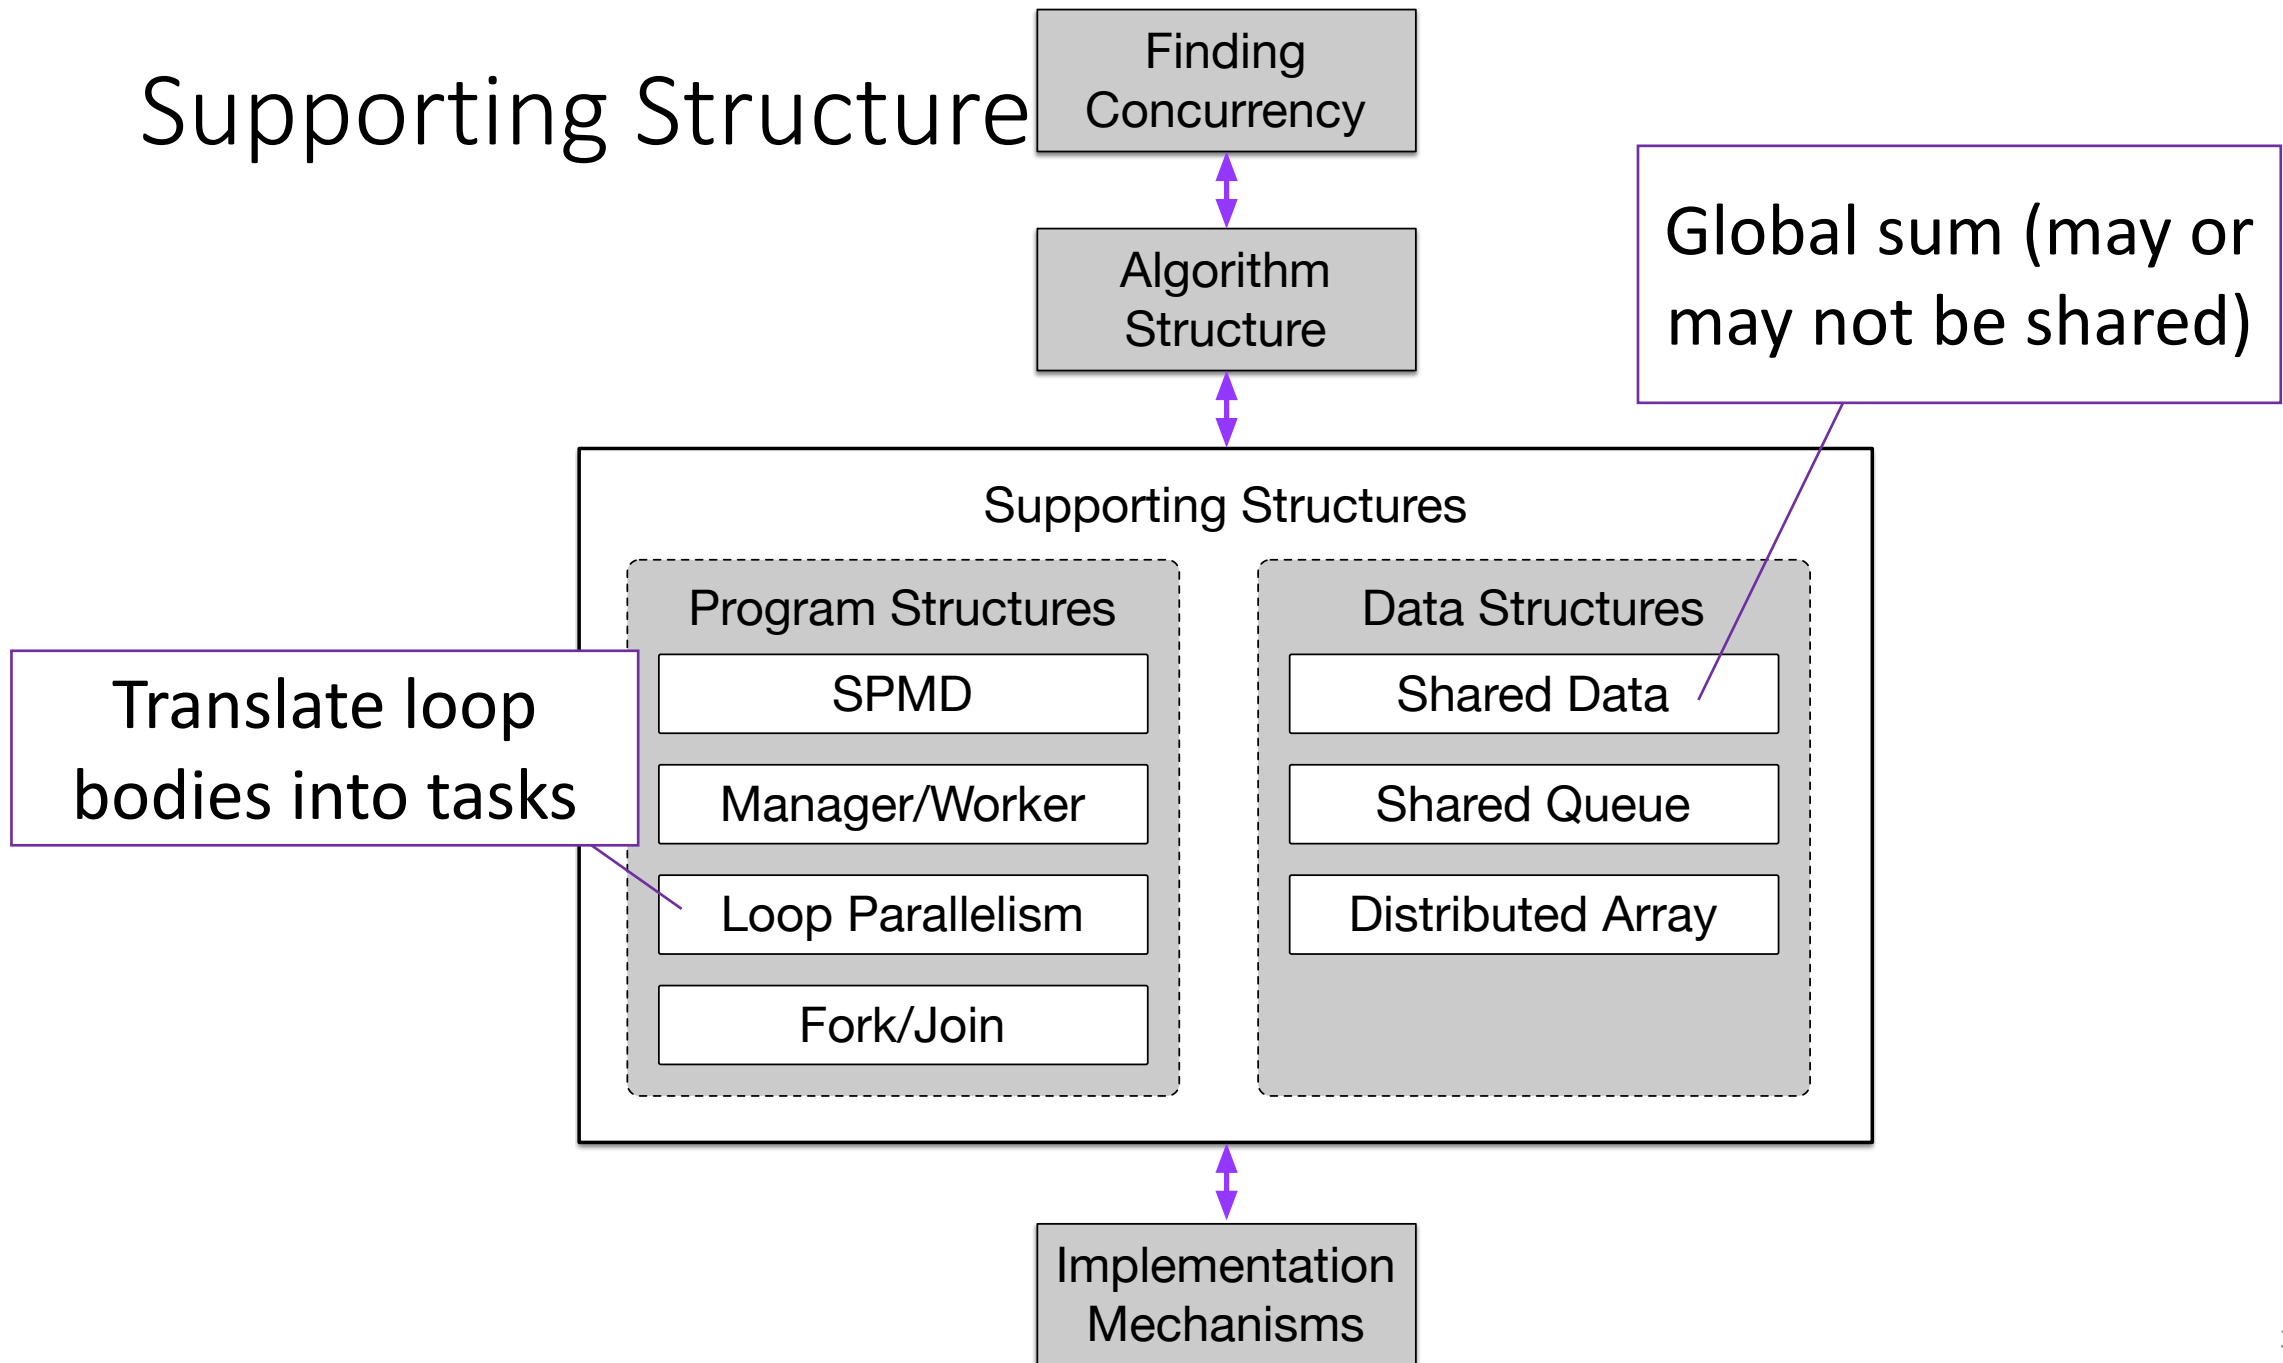 Supporting Structure
Finding
Concurrency
Algorithm
Structure
Global sum (may or
may not be shared)
Supporting Structures
Program Structures
SPMD
Manager/Worker
Loop Parallelism
Fork/Join
Data Structures
Shared Data
Shared Queue
Distributed Array
Translate loop
bodies into tasks
Implementation
Mechanisms